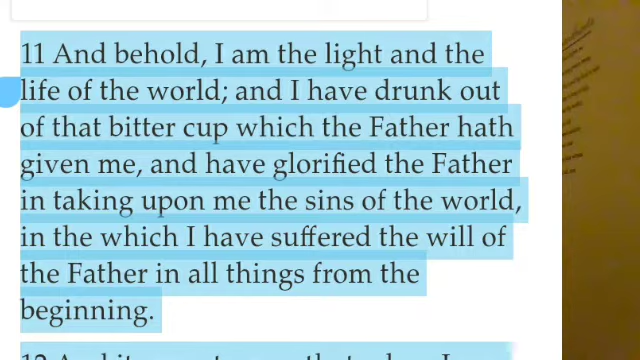 11 And behold, I am the light and the
life of the world; and I have drunk out
of that bitter cup which the Father hath
given me, and have glorified the Father
in taking upon me the sins of the world,
in the which I have suffered the will of
the Father in all things from the
beginning.